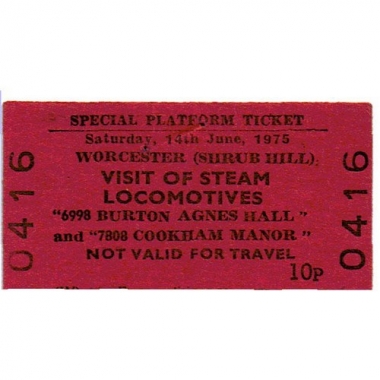 SPECIAL PLATFORM TICKET
Saturday, 14th June, 1975
WORCESTER (SHRUB HILL)
VISIT OF STEAM
LOCOMOTIVES
"6998 BURTON AGNES HALL"
and "7808 COOKHAM MANOR"
NOT VALID FOR TRAVEL
10p
0416
0416